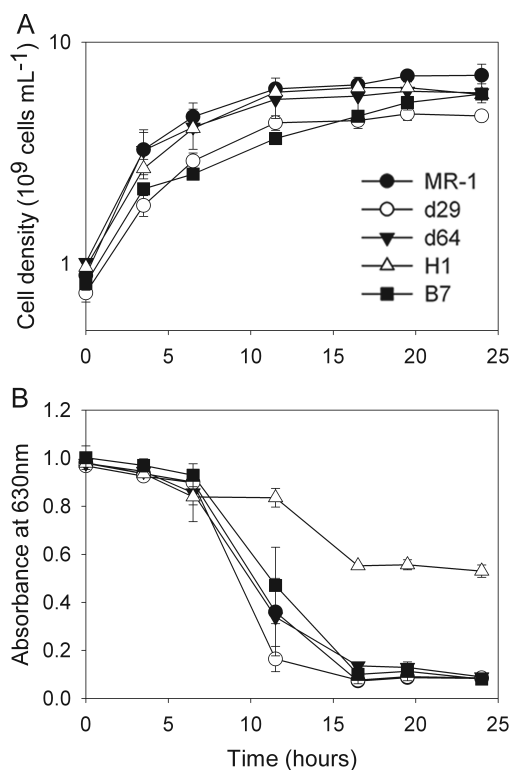 A
Cell density (10⁹ cells mL⁻¹)
10
1
MR-1
d29
d64
H1
B7
0 5 10 15 20 25
B
Absorbance at 630nm
1.2
1.0
0.8
0.6
0.4
0.2
0.0
0 5 10 15 20 25
Time (hours)